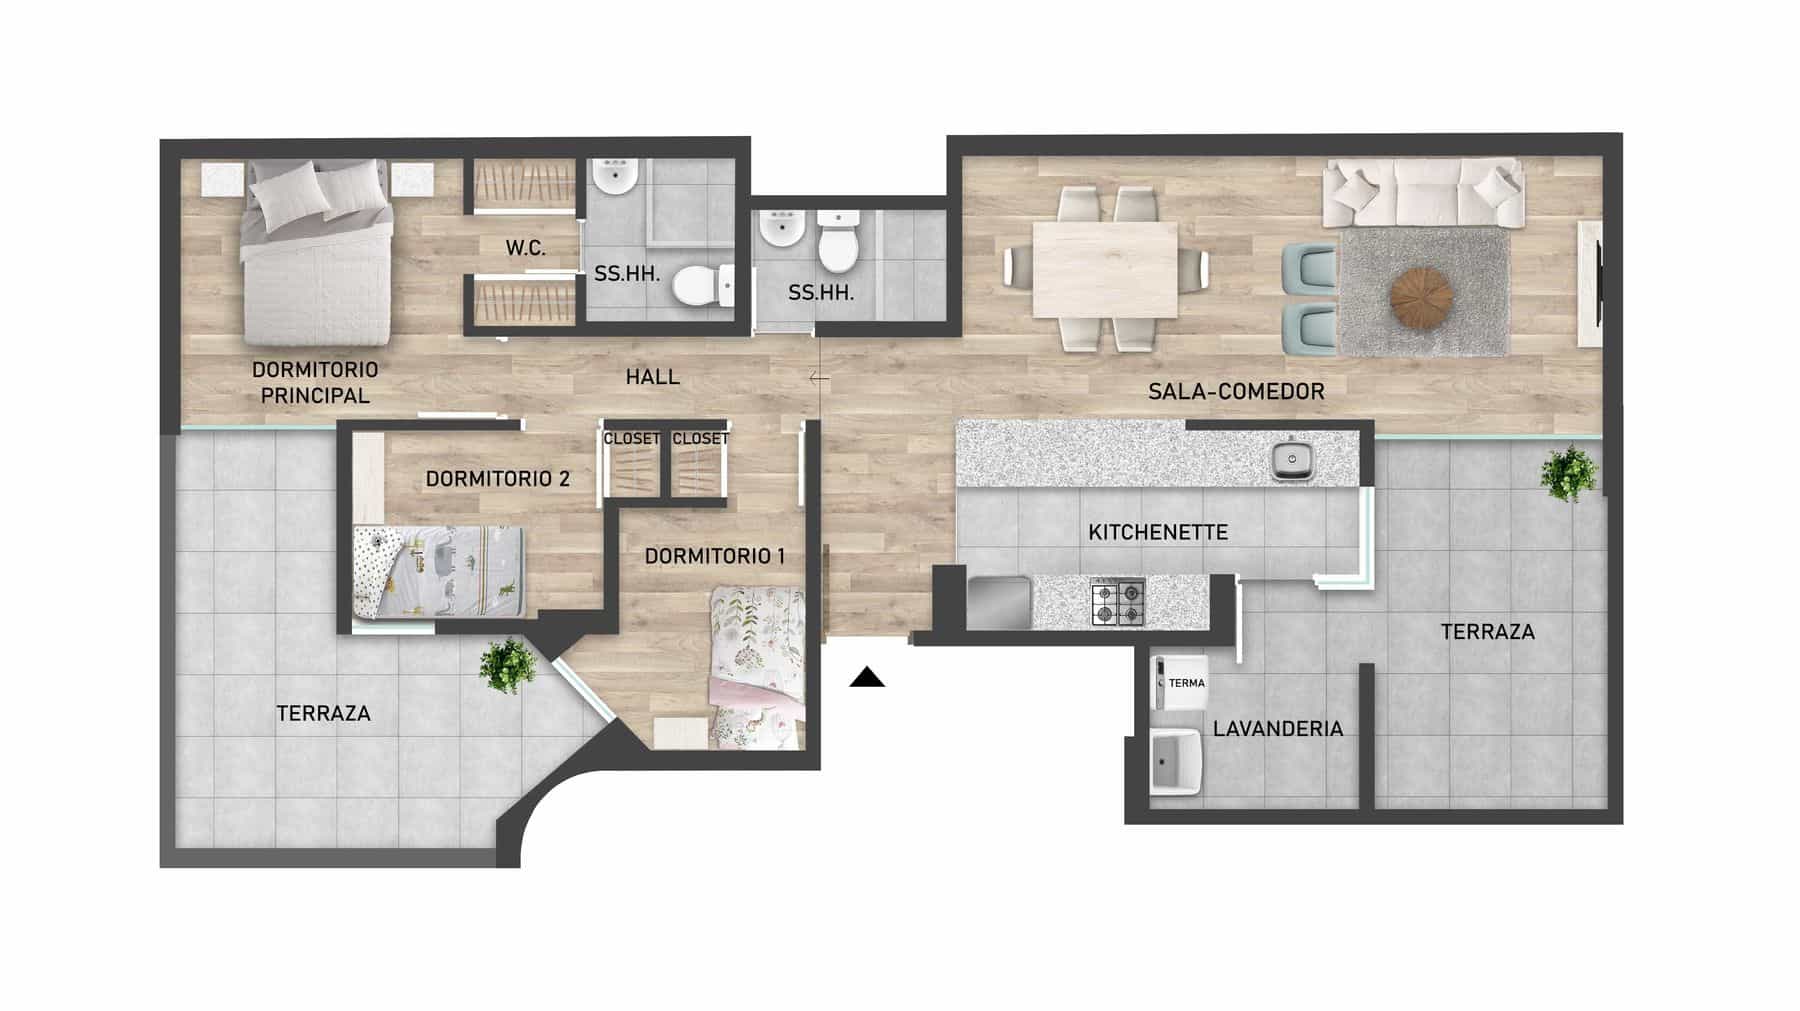 W.C.
SS.HH.
SS.HH.
DORMITORIO
PRINCIPAL
HALL
SALA-COMEDOR
CLOSET
CLOSET
DORMITORIO 2
KITCHENETTE
DORMITORIO 1
TERRAZA
TERMA
TERRAZA
LAVANDERIA